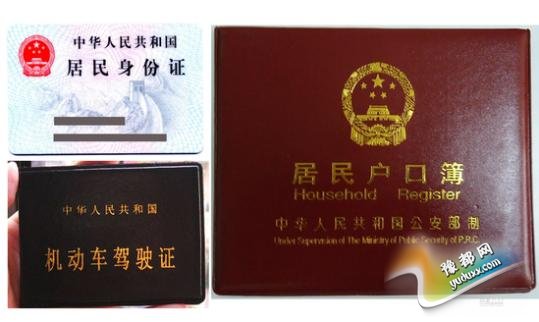 中华人民共和国
居民身份证
中华人民共和国
机动车驾驶证
居民户口簿
Household Register
中华人民共和国公安部制
Under Supervision of The Ministry of Public Security of P.R.C.
豫都网
yuduxx.com